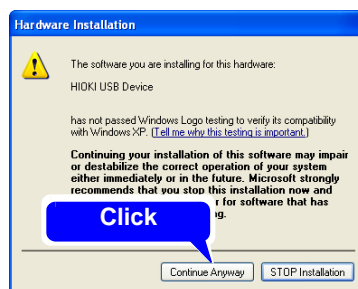 Hardware Installation
The software you are installing for this hardware:
HIOKI USB Device
has not passed Windows Logo testing to verify its compatibility
with Windows XP. (Tell me why this testing is important.)
Continuing your installation of this software may impair
or destabilize the correct operation of your system
either immediately or in the future. Microsoft strongly
recommends that you stop this installation now and
r for software that has
ng.
Click
Continue Anyway
STOP Installation